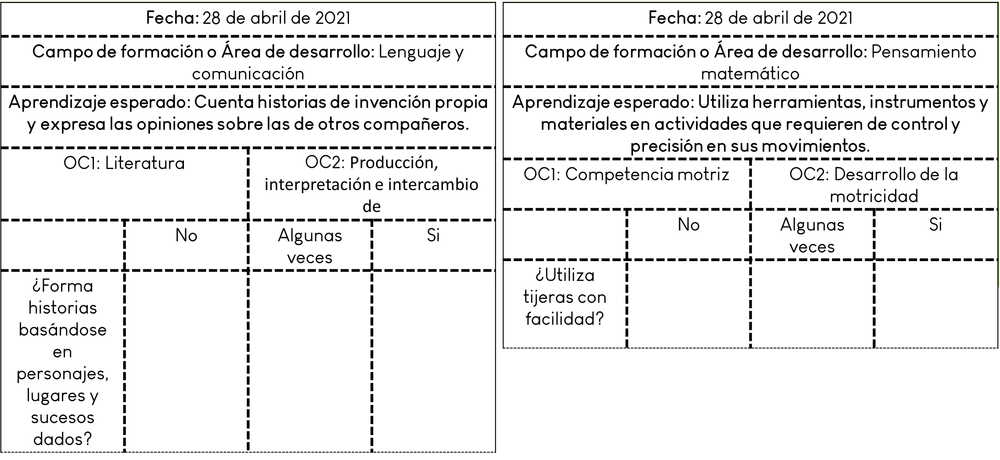 Fecha: 28 de abril de 2021
Campo de formación o Área de desarrollo: Lenguaje y
comunicación
Aprendizaje esperado: Cuenta historias de invención propia
y expresa las opiniones sobre las de otros compañeros.
OC1: Literatura
OC2: Producción,
interpretación e intercambio
de
No
Algunas
veces
Si
¿Forma
historias
basándose
en
personajes,
lugares y
sucesos
dados?
Fecha: 28 de abril de 2021
Campo de formación o Área de desarrollo: Pensamiento
matemático
Aprendizaje esperado: Utiliza herramientas, instrumentos y
materiales en actividades que requieren de control y
precisión en sus movimientos.
OC1: Competencia motriz
OC2: Desarrollo de la
motricidad
No
Algunas
veces
Si
¿Utiliza
tijeras con
facilidad?